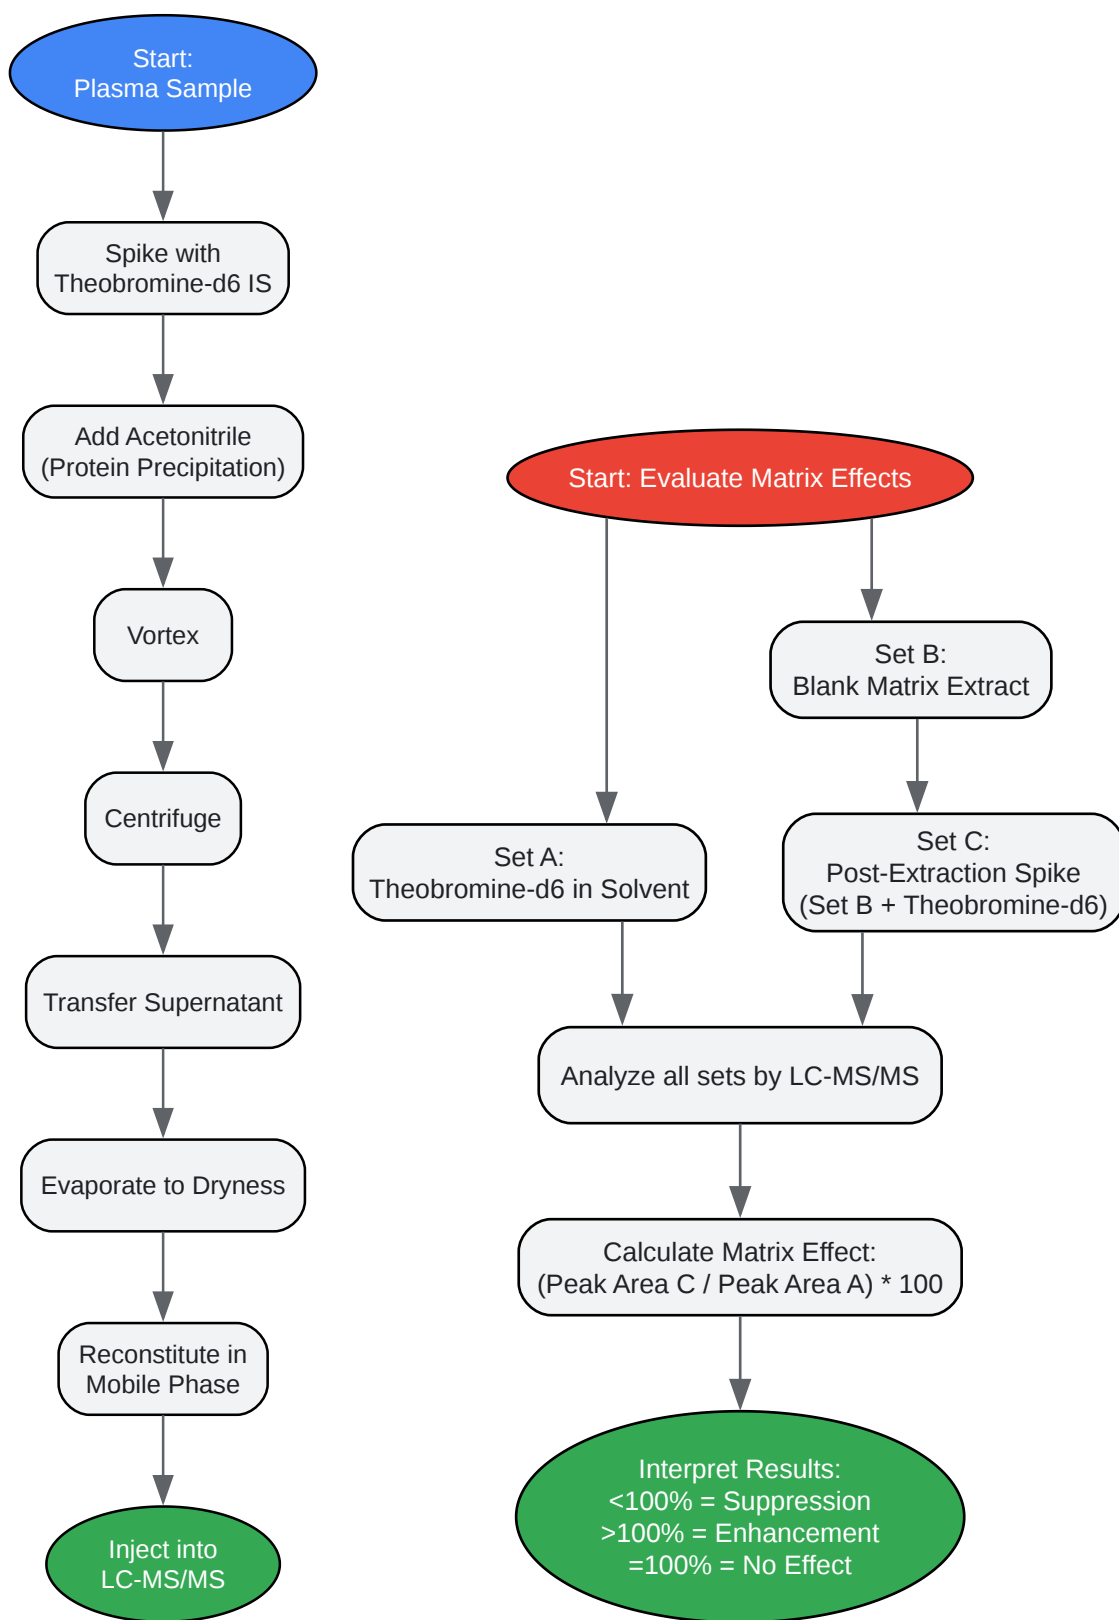 Start:
Plasma Sample
Spike with
Theobromine-d6 IS
Add Acetonitrile
(Protein Precipitation)
Vortex
Centrifuge
Transfer Supernatant
Evaporate to Dryness
Reconstitute in
Mobile Phase
Inject into
LC-MS/MS
Start: Evaluate Matrix Effects
Set B:
Blank Matrix Extract
Set A:
Theobromine-d6 in Solvent
Set C:
Post-Extraction Spike
(Set B + Theobromine-d6)
Analyze all sets by LC-MS/MS
Calculate Matrix Effect:
(Peak Area C / Peak Area A) * 100
Interpret Results:
<100% = Suppression
>100% = Enhancement
=100% = No Effect